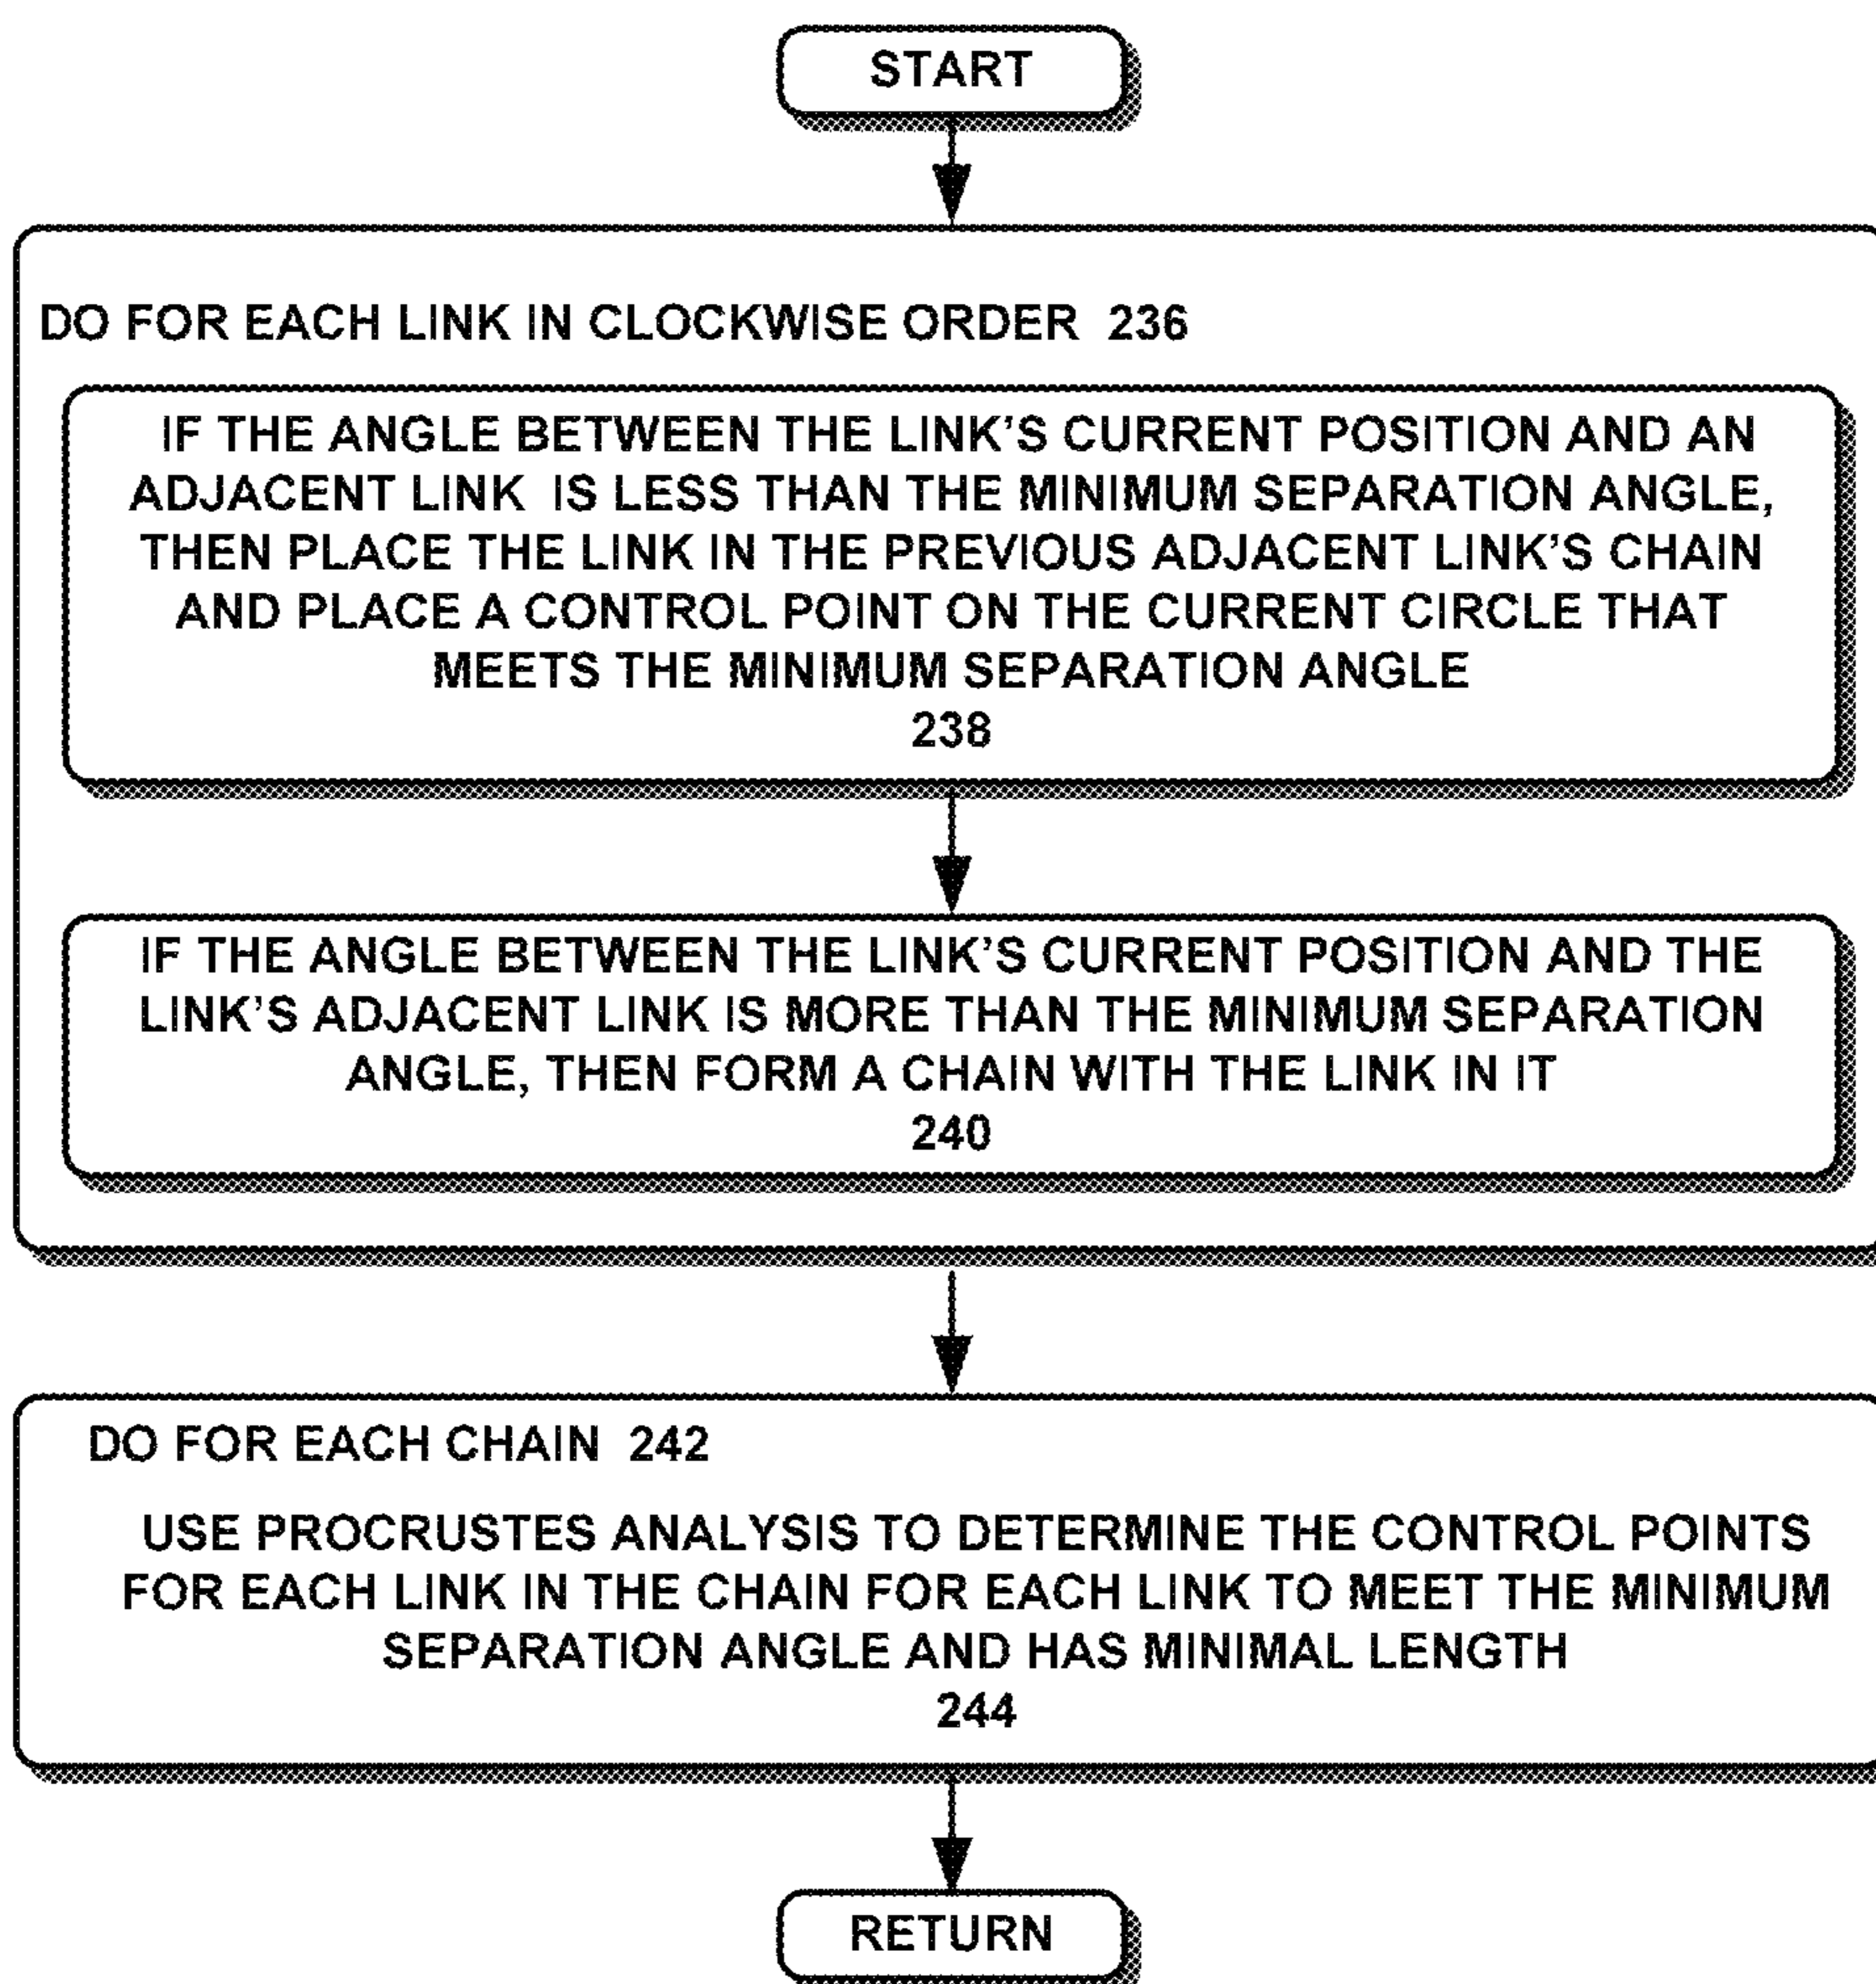 START
DO FOR EACH LINK IN CLOCKWISE ORDER 236
IF THE ANGLE BETWEEN THE LINK'S CURRENT POSITION AND AN
ADJACENT LINK IS LESS THAN THE MINIMUM SEPARATION ANGLE,
THEN PLACE THE LINK IN THE PREVIOUS ADJACENT LINK'S CHAIN
AND PLACE A CONTROL POINT ON THE CURRENT CIRCLE THAT
MEETS THE MINIMUM SEPARATION ANGLE
238
IF THE ANGLE BETWEEN THE LINK'S CURRENT POSITION AND THE
LINK'S ADJACENT LINK IS MORE THAN THE MINIMUM SEPARATION
ANGLE, THEN FORM A CHAIN WITH THE LINK IN IT
240
DO FOR EACH CHAIN 242
USE PROCRUSTES ANALYSIS TO DETERMINE THE CONTROL POINTS
FOR EACH LINK IN THE CHAIN FOR EACH LINK TO MEET THE MINIMUM
SEPARATION ANGLE AND HAS MINIMAL LENGTH
244
RETURN